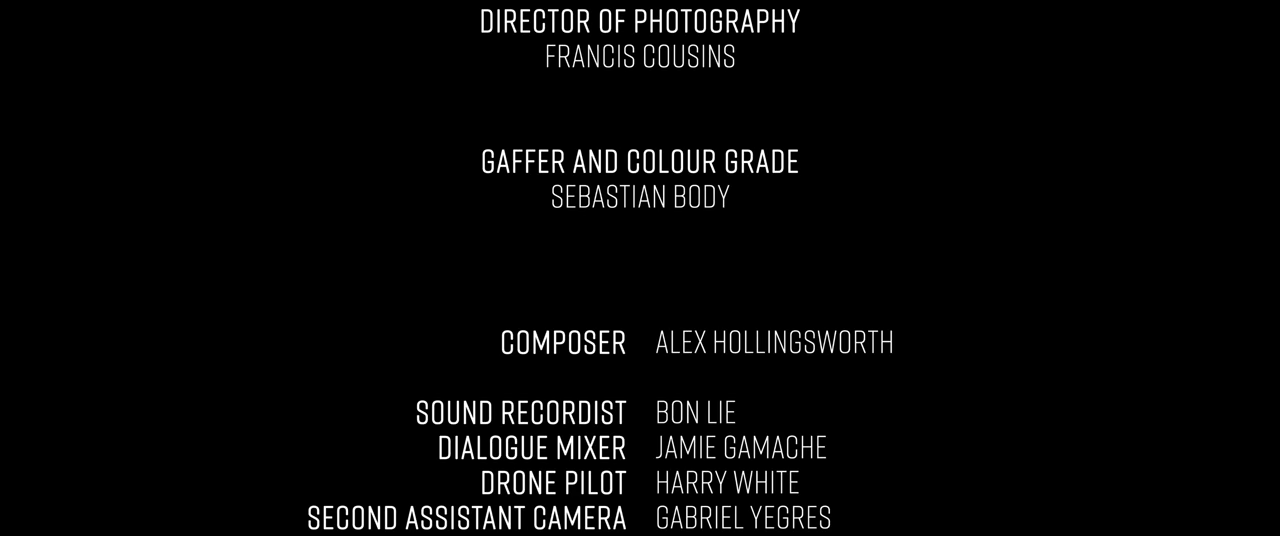 DIRECTOR OF PHOTOGRAPHY
FRANCIS COUSINS
GAFFER AND COLOUR GRADE
SEBASTIAN BODY
COMPOSER ALEX HOLLINGSWORTH
SOUND RECORDIST BON LIE
DIALOGUE MIXER JAMIE GAMACHE
DRONE PILOT HARRY WHITE
SECOND ASSISTANT CAMERA GABRIEL YEGRES